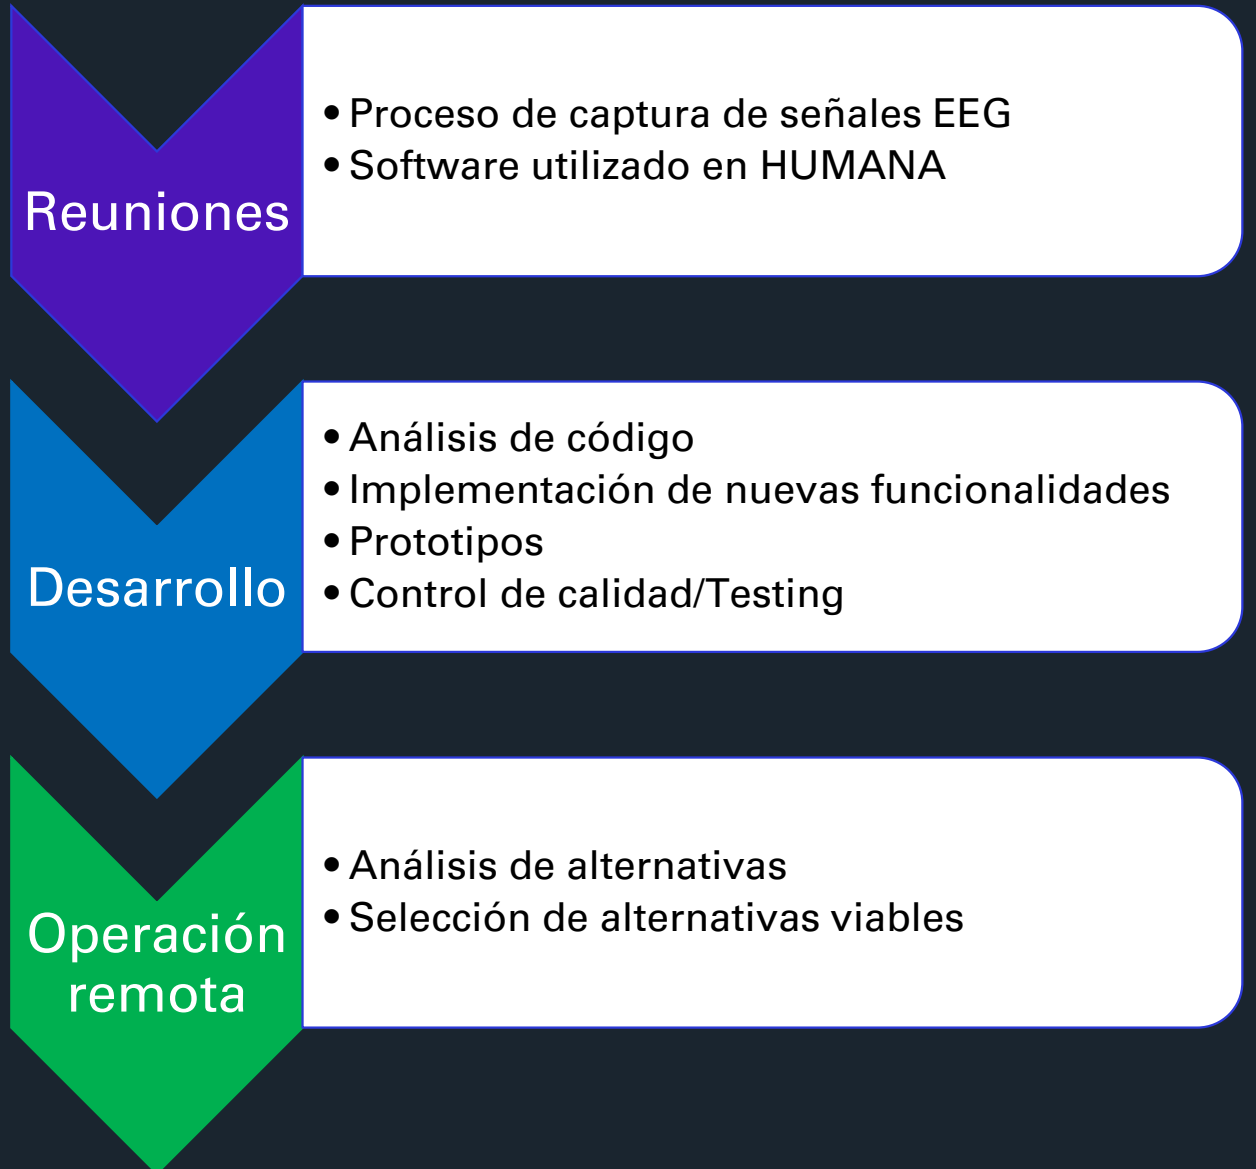 Reuniones
• Proceso de captura de señales EEG
• Software utilizado en HUMANA
Desarrollo
• Análisis de código
• Implementación de nuevas funcionalidades
• Prototipos
• Control de calidad/Testing
Operación
remota
• Análisis de alternativas
• Selección de alternativas viables